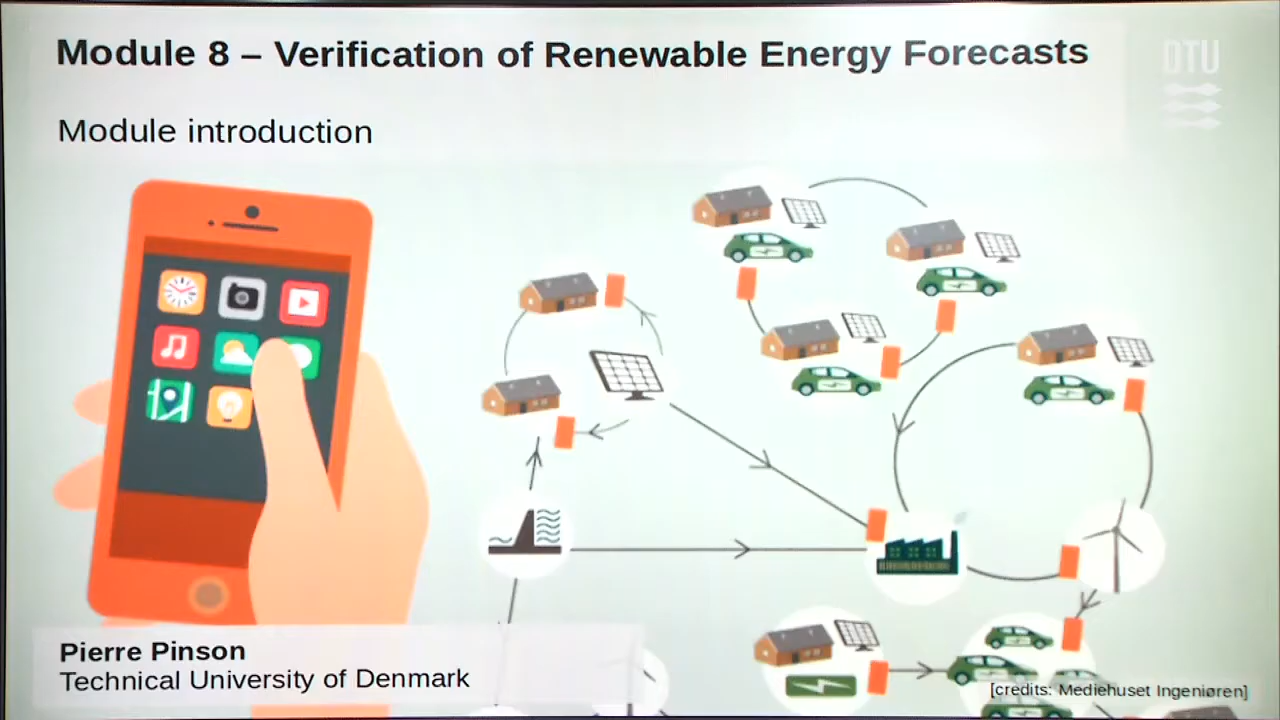 Module 8 – Verification of Renewable Energy Forecasts
DTU
Module introduction
Pierre Pinson
Technical University of Denmark
[credits: Mediehuset Ingeniøren]